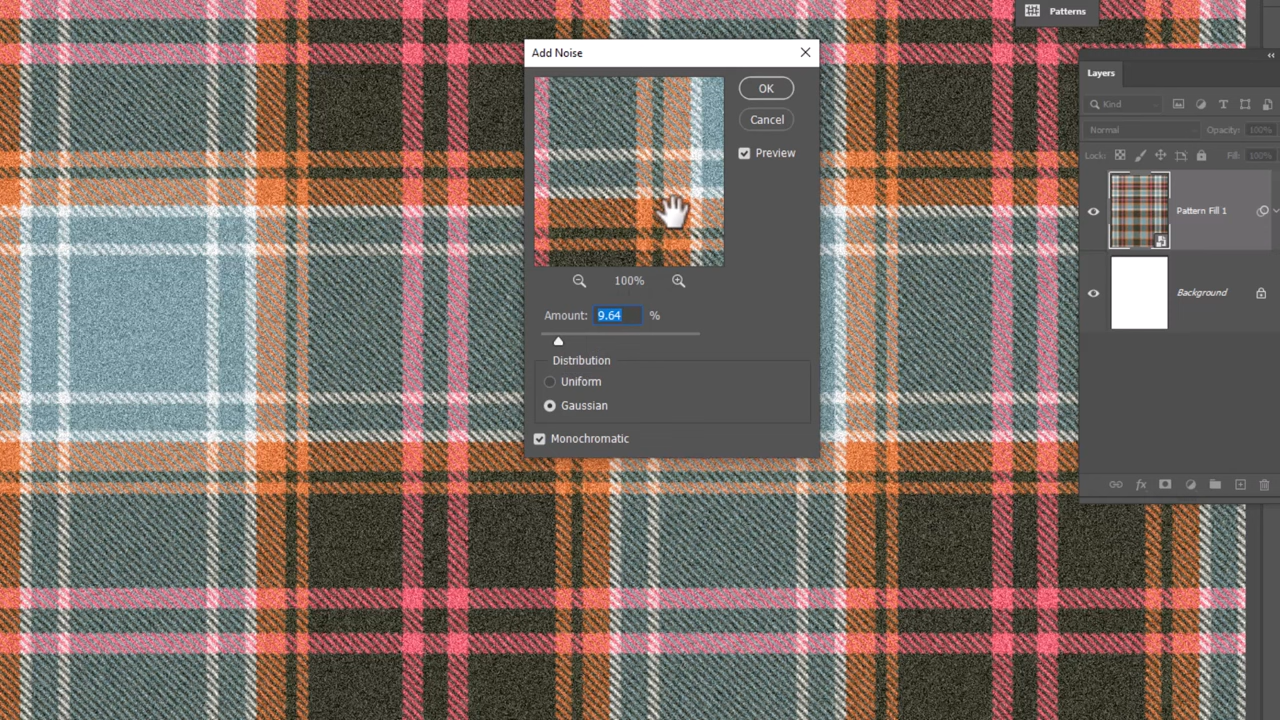 Patterns
Add Noise
OK
Cancel
Preview
100%
Amount: 9.64 %
Distribution
Uniform
Gaussian
Monochromatic
Layers
Kind
Normal Opacity: 100%
Lock: Fill: 100%
Pattern Fill 1
Background
fx